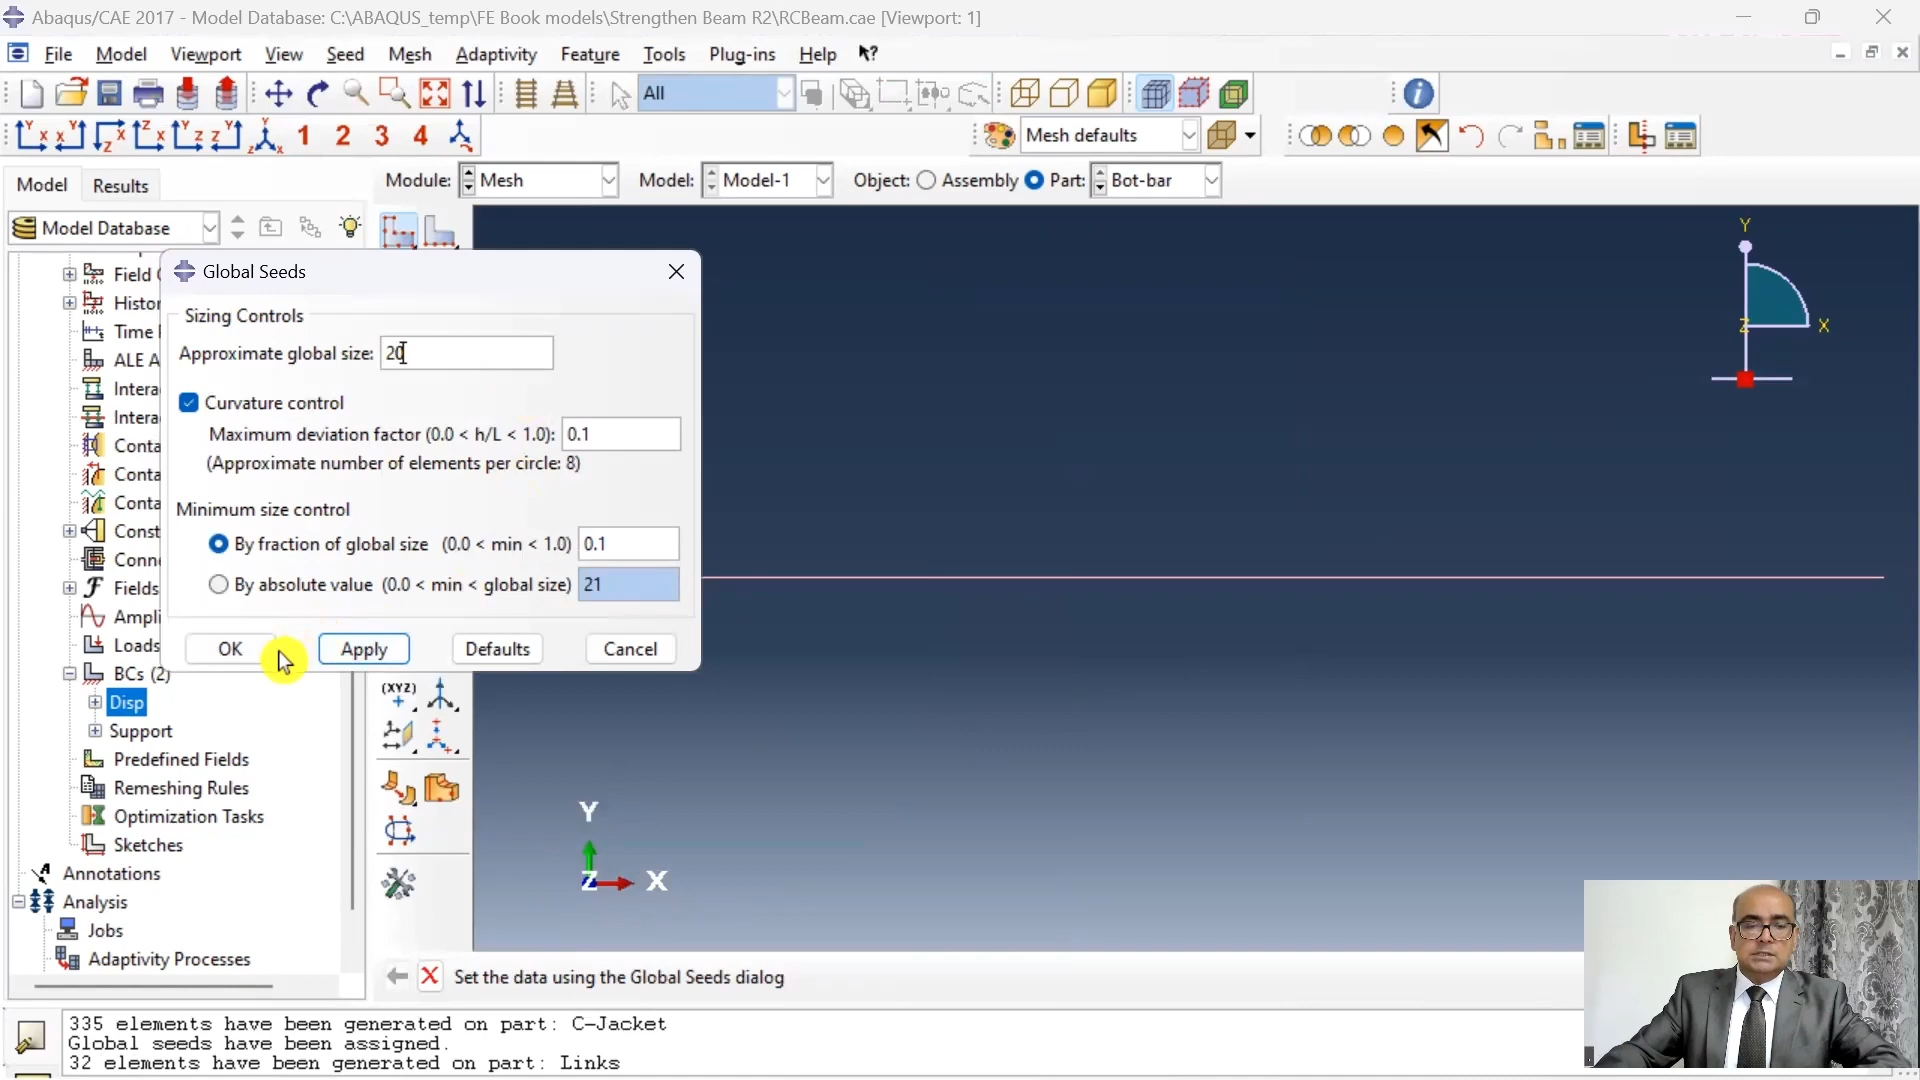 Abaqus/CAE 2017 - Model Database: C:\ABAQUS_temp\FE Book models\Strengthen Beam R2\RCBeam.cae [Viewport: 1]
File Model Viewport View Seed Mesh Adaptivity Feature Tools Plug-ins Help
All
1 2 3 4
Mesh defaults
Model Results
Module: Mesh Model: Model-1 Object: Assembly Part: Bot-bar
Model Database
Field
Histor
Time
ALE A
Intera
Intera
Conta
Conta
Conta
Const
Conne
Fields
Ampli
Loads
BCs (2)
Disp
Support
Predefined Fields
Remeshing Rules
Optimization Tasks
Sketches
Annotations
Analysis
Jobs
Adaptivity Processes
Global Seeds
Sizing Controls
Approximate global size: 20
Curvature control
Maximum deviation factor (0.0 < h/L < 1.0): 0.1
(Approximate number of elements per circle: 8)
Minimum size control
By fraction of global size (0.0 < min < 1.0) 0.1
By absolute value (0.0 < min < global size) 21
OK Apply Defaults Cancel
(XYZ)
Y
Z X
Y
Z X
Set the data using the Global Seeds dialog
335 elements have been generated on part: C-Jacket
Global seeds have been assigned.
32 elements have been generated on part: Links